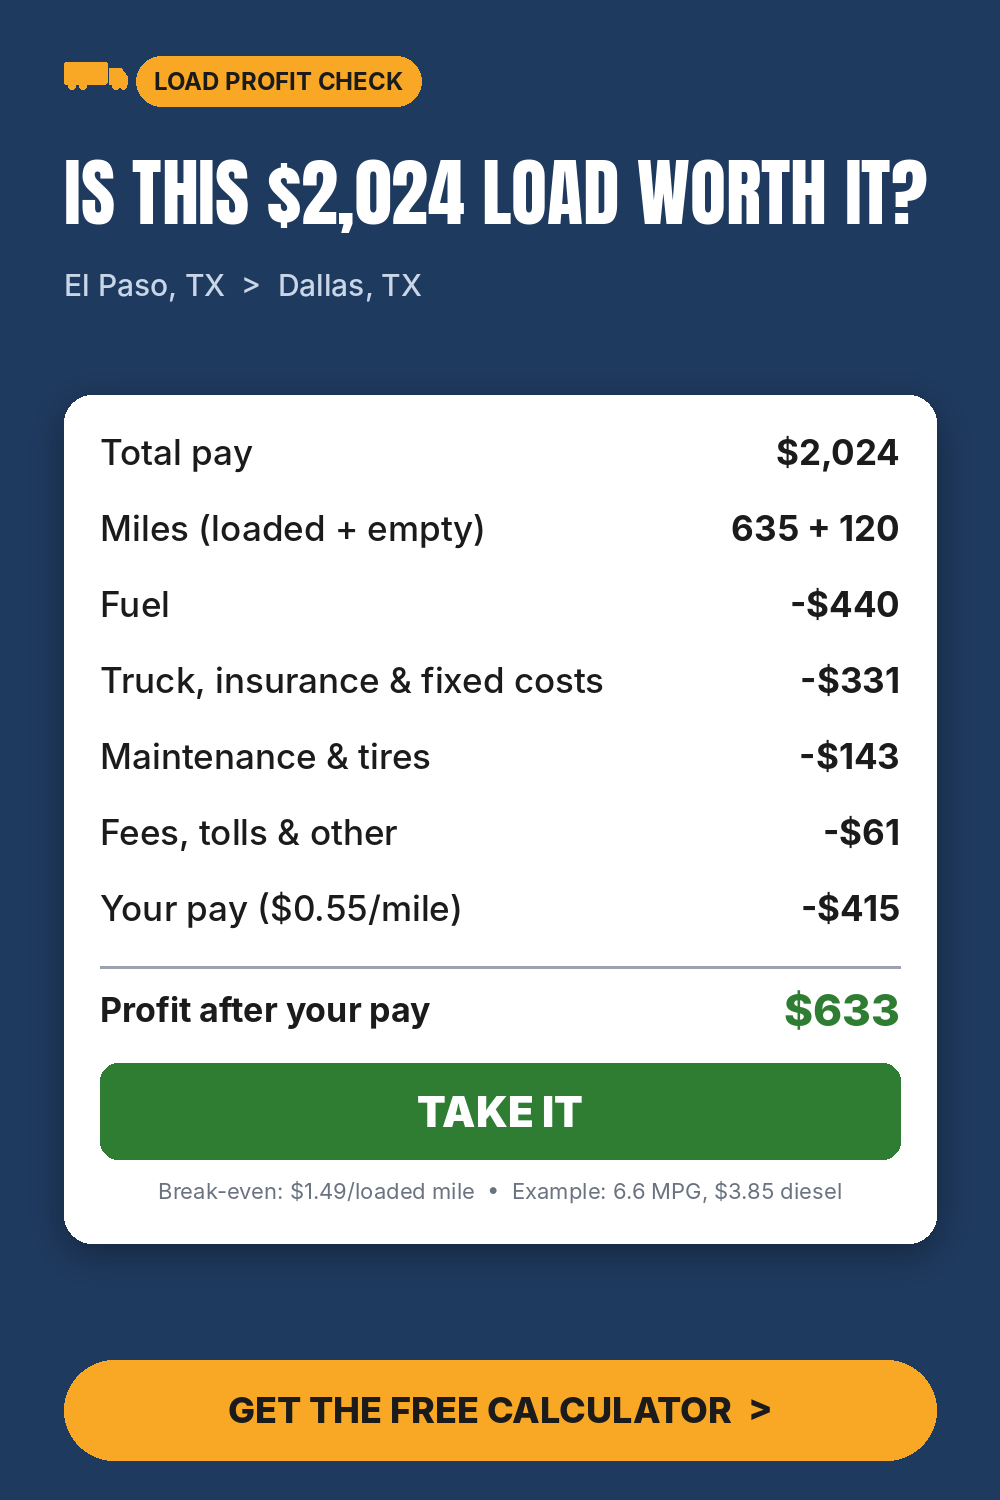 LOAD PROFIT CHECK
IS THIS $2,024 LOAD WORTH IT?
El Paso, TX > Dallas, TX
Total pay $2,024
Miles (loaded + empty) 635 + 120
Fuel -$440
Truck, insurance & fixed costs -$331
Maintenance & tires -$143
Fees, tolls & other -$61
Your pay ($0.55/mile) -$415
Profit after your pay $633
TAKE IT
Break-even: $1.49/loaded mile • Example: 6.6 MPG, $3.85 diesel
GET THE FREE CALCULATOR >